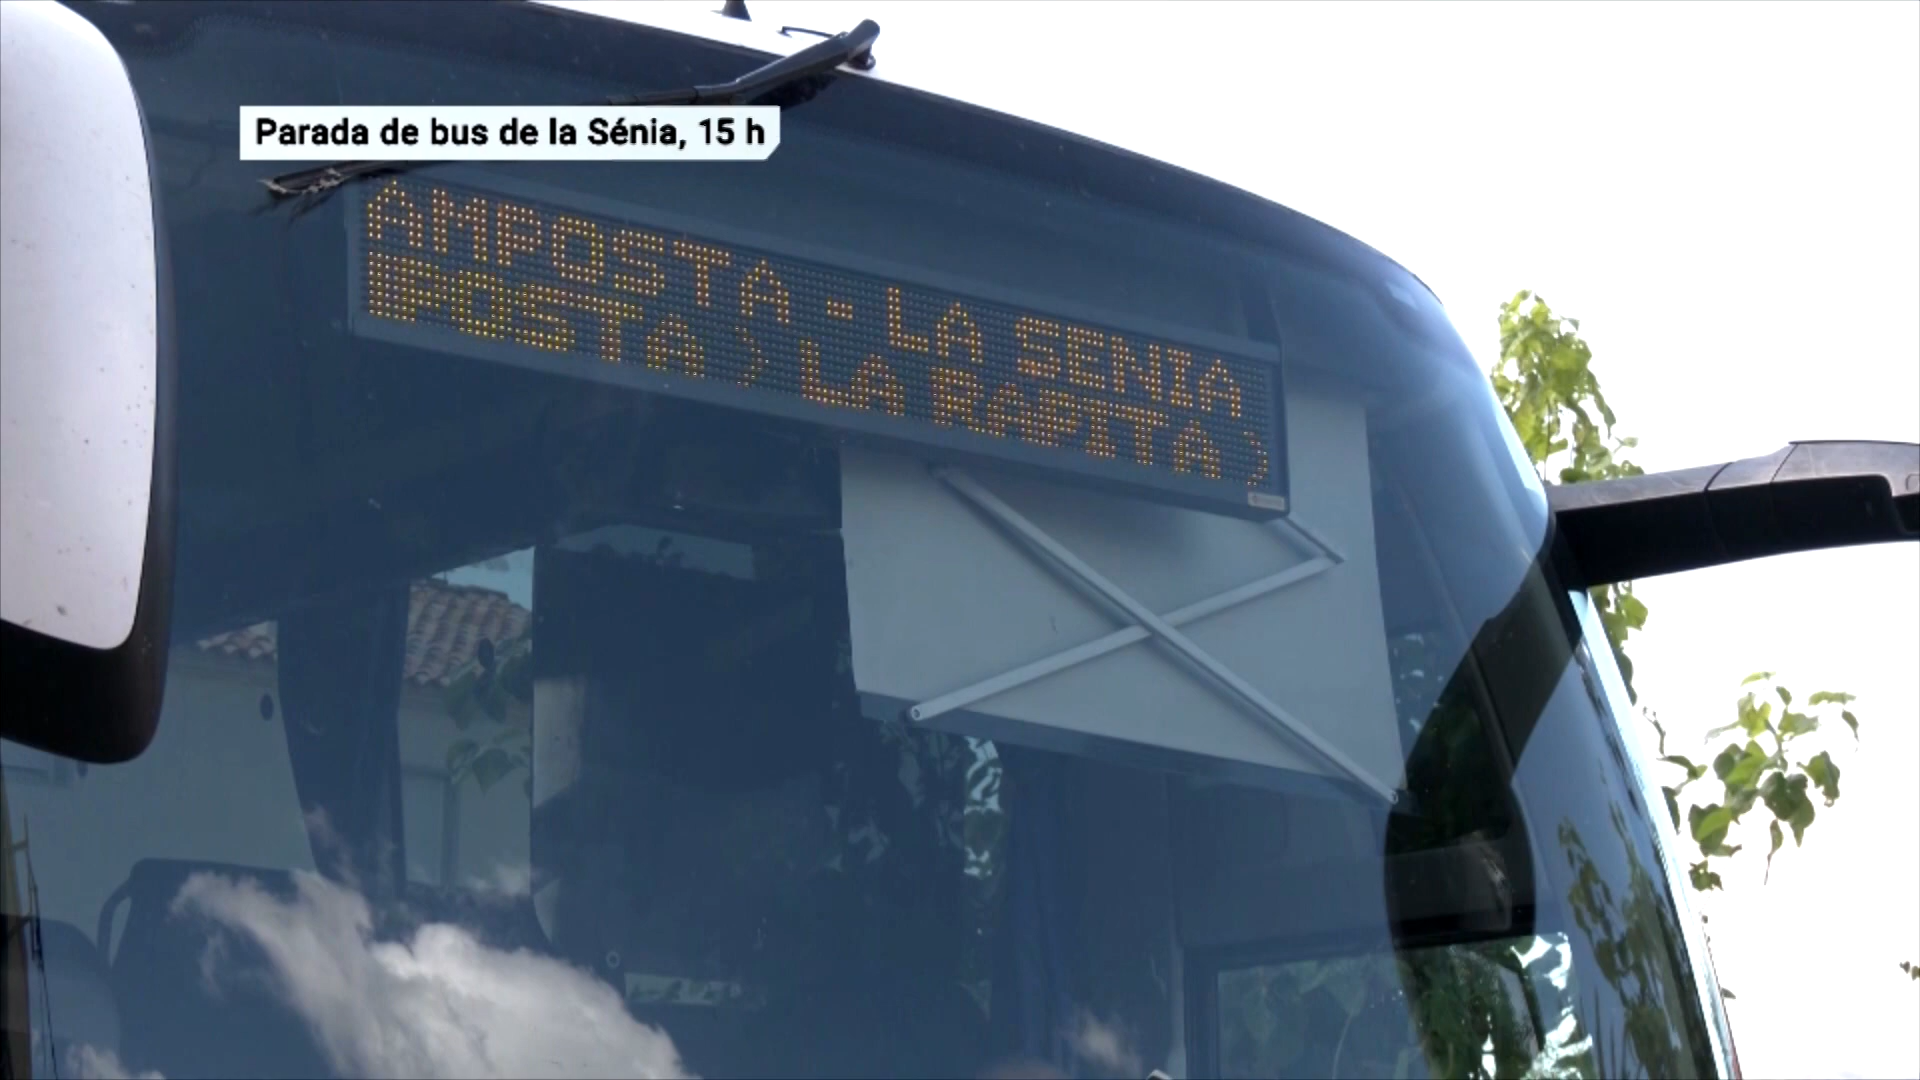 Parada de bus de la Sénia, 15 h
AMPOSTA - LA SENIA
POSTA > LA RAPITA >